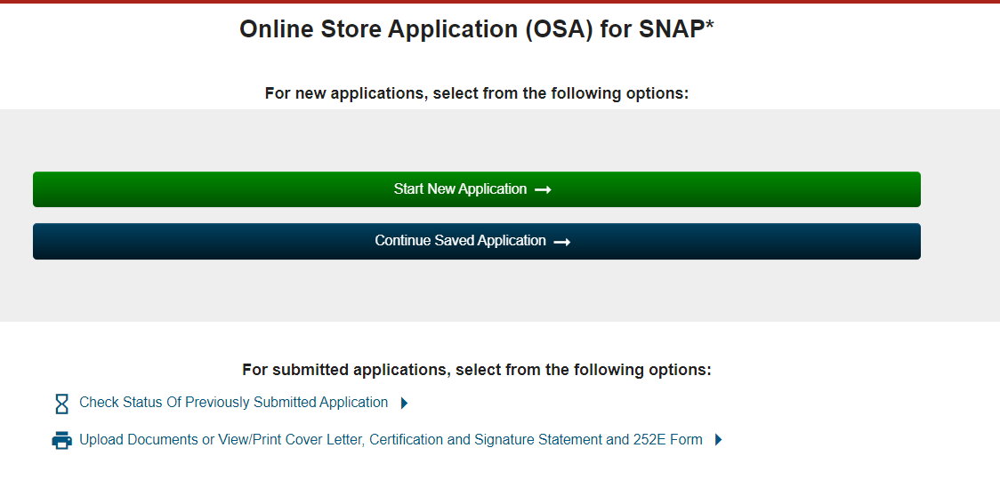 Online Store Application (OSA) for SNAP*
For new applications, select from the following options:
Start New Application
Continue Saved Application
For submitted applications, select from the following options:
Check Status Of Previously Submitted Application
Upload Documents or View/Print Cover Letter, Certification and Signature Statement and 252E Form